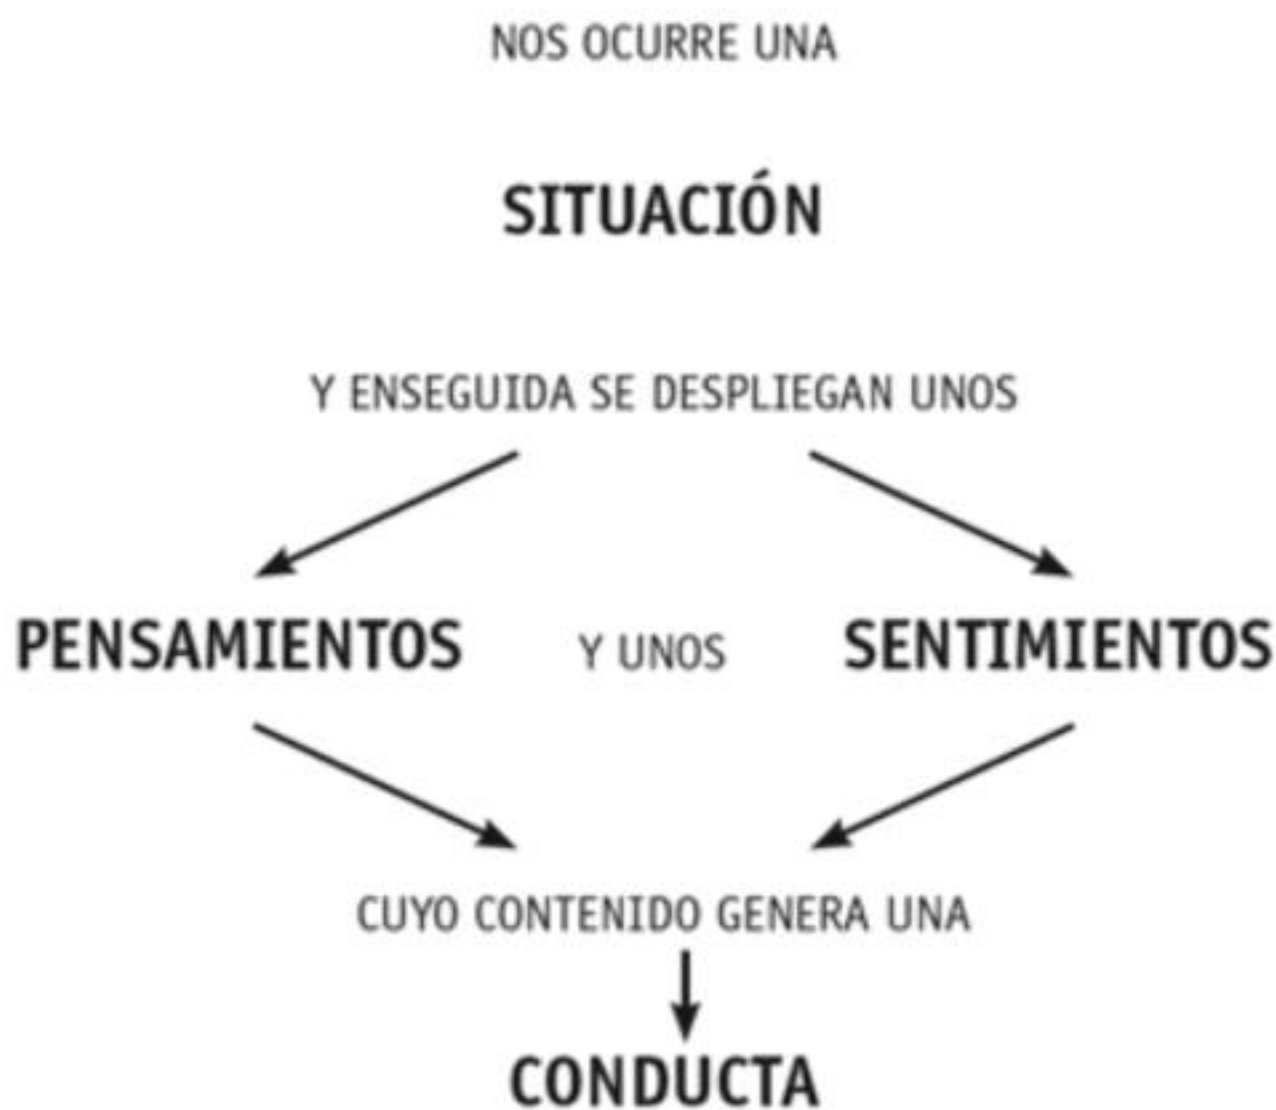 NOS OCURRE UNA
SITUACIÓN
Y ENSEGUIDA SE DESPLIEGAN UNOS
PENSAMIENTOS Y UNOS SENTIMIENTOS
CUYO CONTENIDO GENERA UNA
CONDUCTA